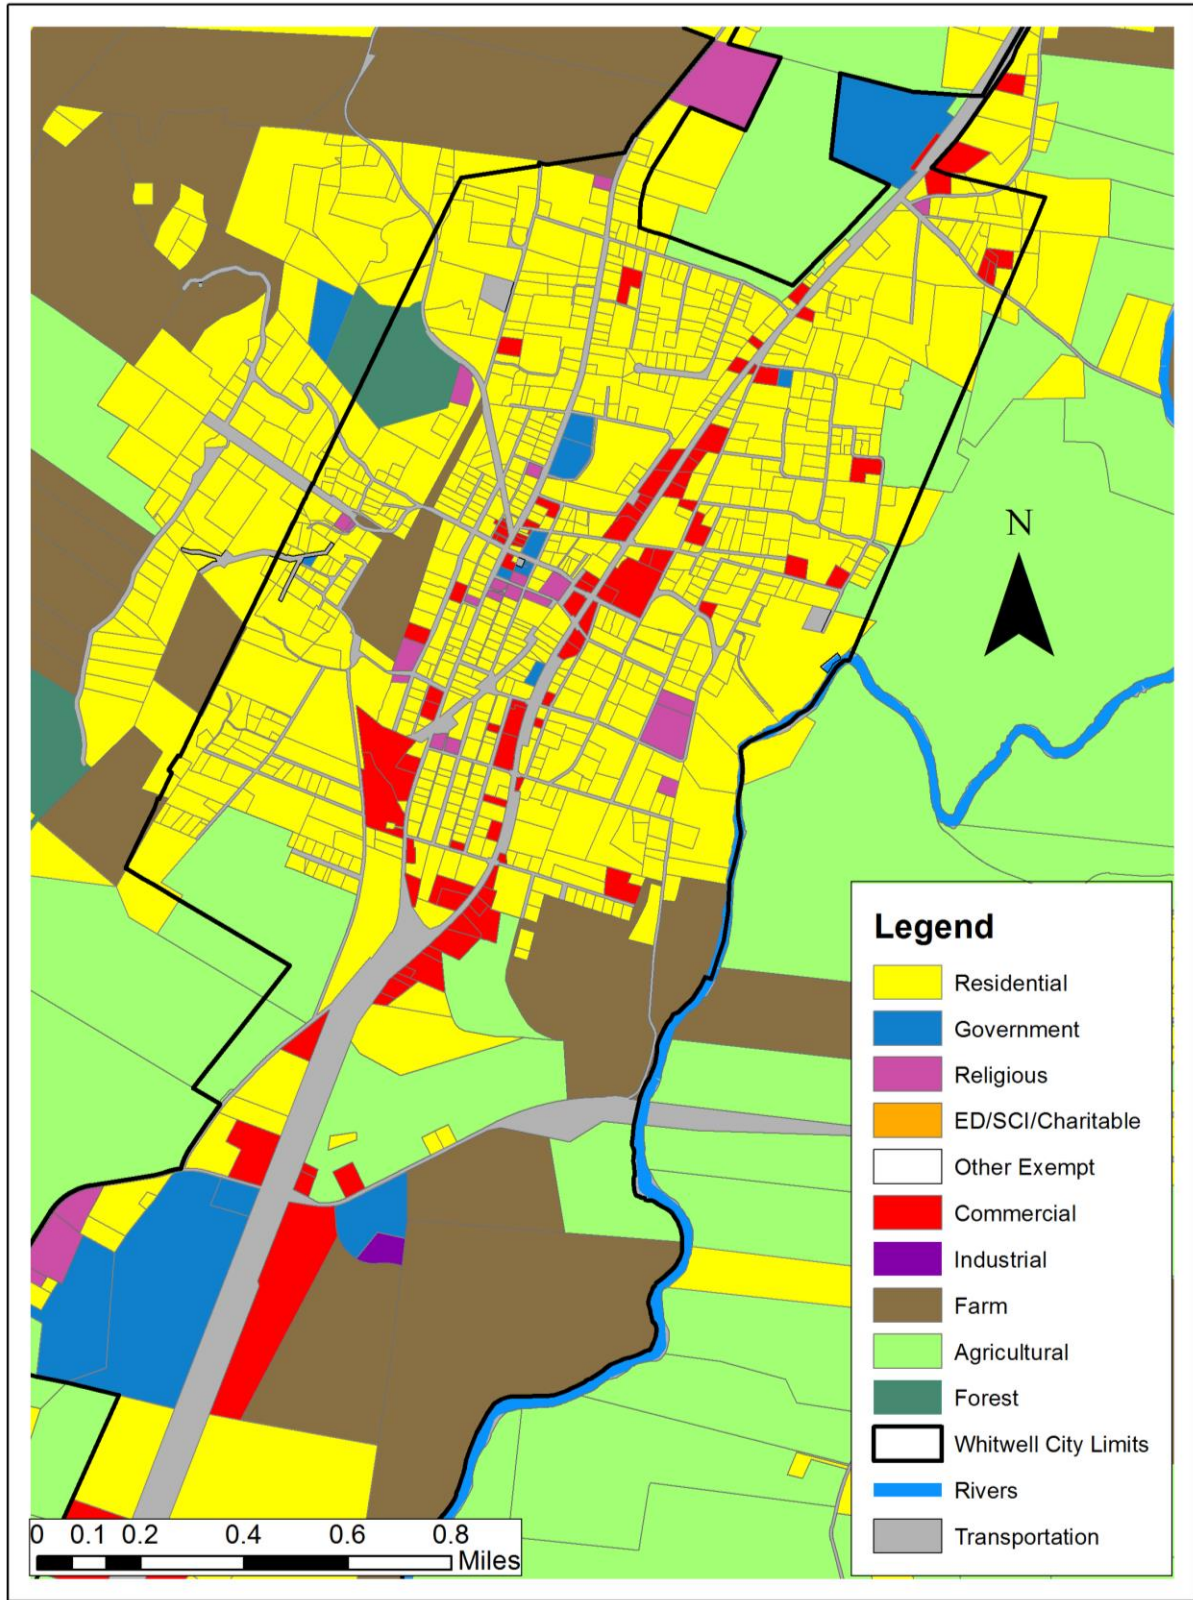 N
Legend
Residential
Government
Religious
ED/SCI/Charitable
Other Exempt
Commercial
Industrial
Farm
Agricultural
Forest
Whitwell City Limits
Rivers
Transportation
0 0.1 0.2 0.4 0.6 0.8
Miles